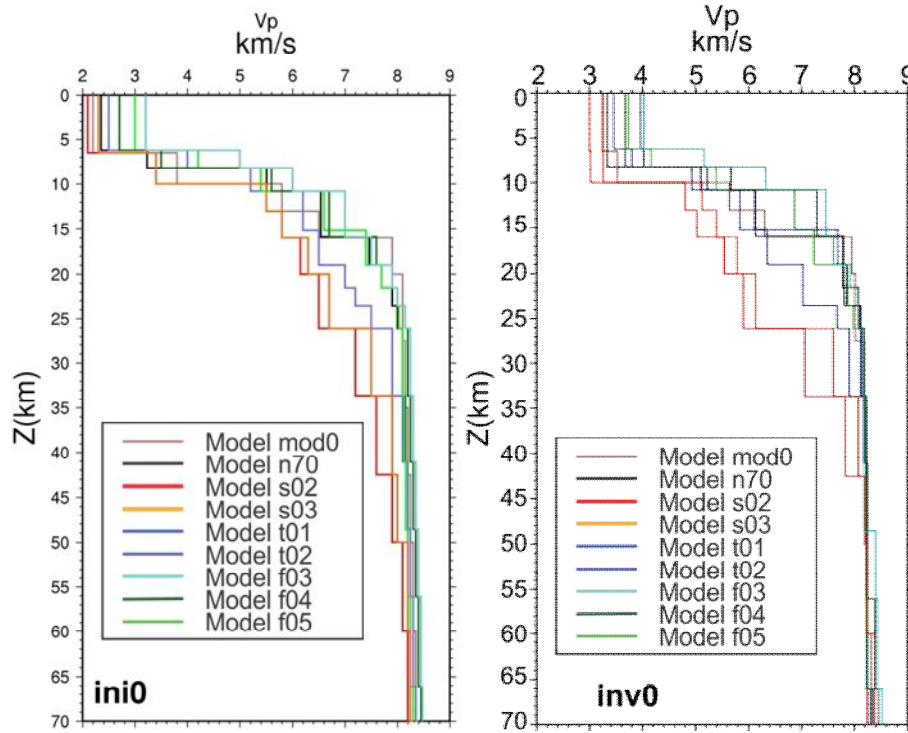 Vp
km/s
2 3 4 5 6 7 8 9
0
5
10
15
20
25
30
35
40
45
50
55
60
65
70
Z(km)
Model mod0
Model n70
Model s02
Model s03
Model t01
Model t02
Model f03
Model f04
Model f05
ini0
Vp
km/s
2 3 4 5 6 7 8 9
0
5
10
15
20
25
30
35
40
45
50
55
60
65
70
Z(km)
Model mod0
Model n70
Model s02
Model s03
Model t01
Model t02
Model f03
Model f04
Model f05
inv0